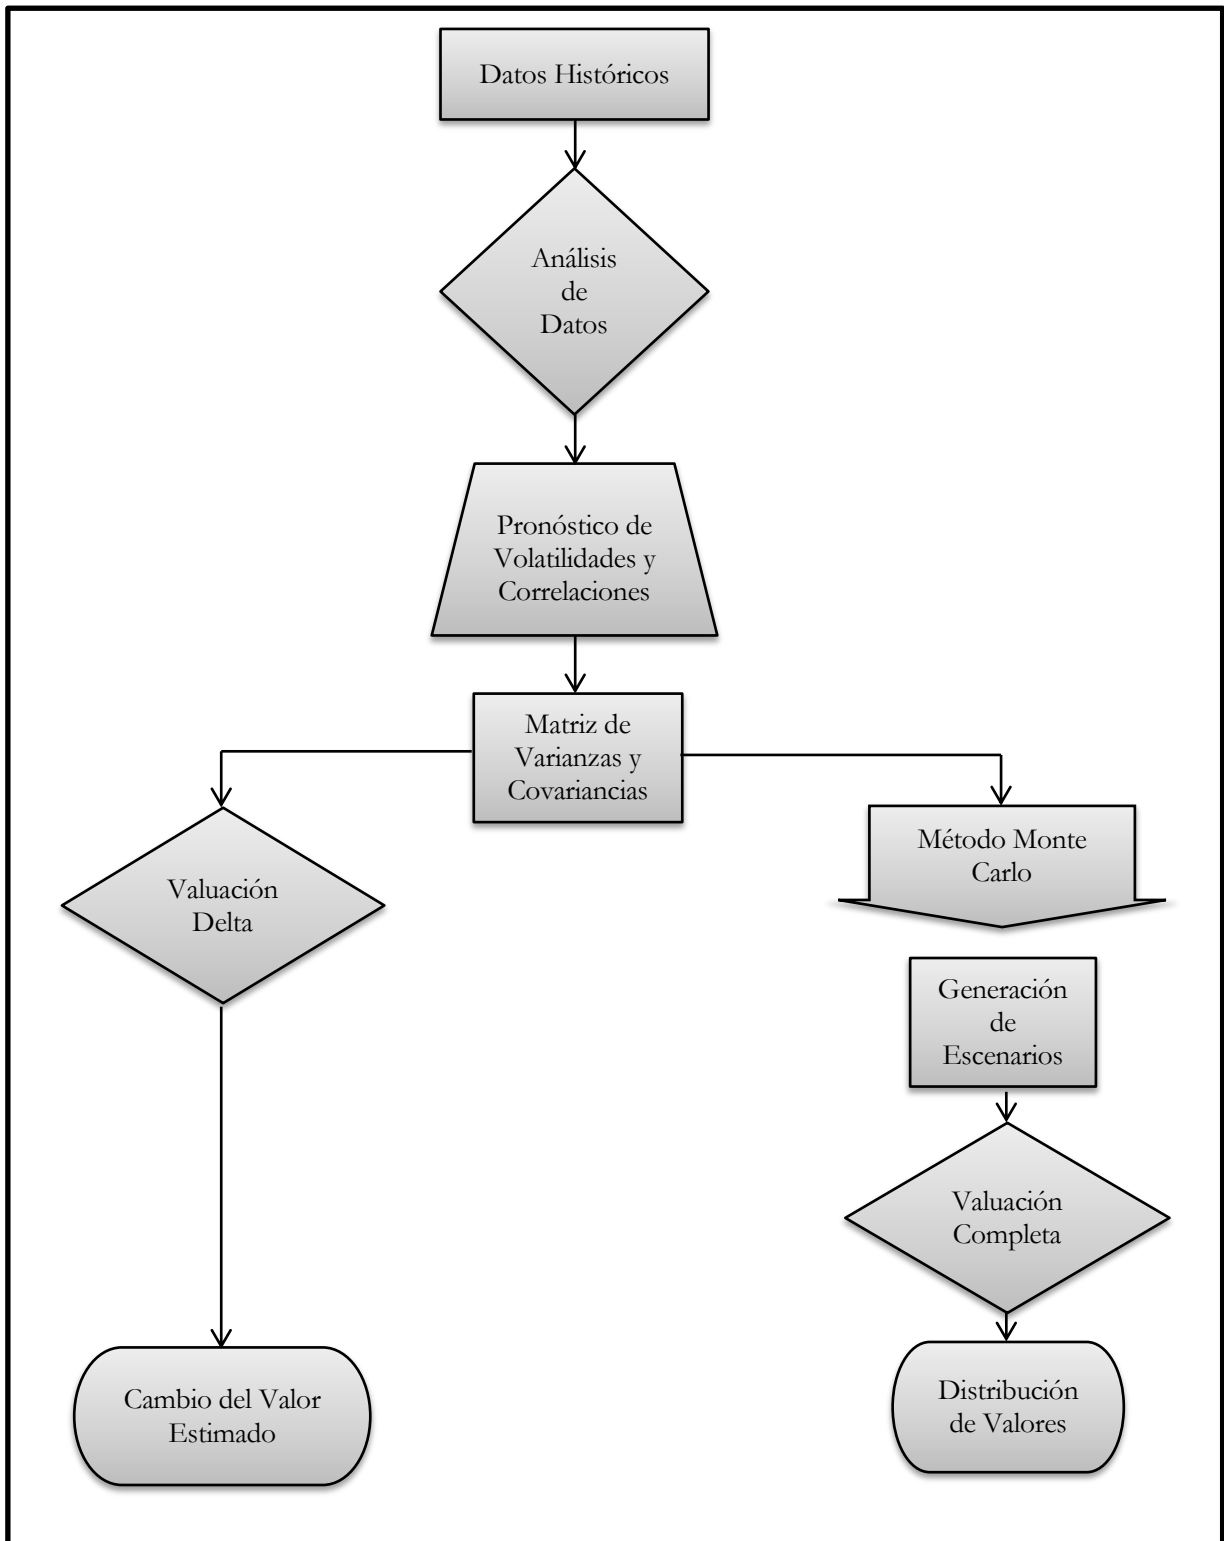 Datos Históricos
Análisis
de
Datos
Pronóstico de
Volatilidades y
Correlaciones
Matriz de
Varianzas y
Covariancias
Valuación
Delta
Cambio del Valor
Estimado
Método Monte
Carlo
Generación
de
Escenarios
Valuación
Completa
Distribución
de Valores